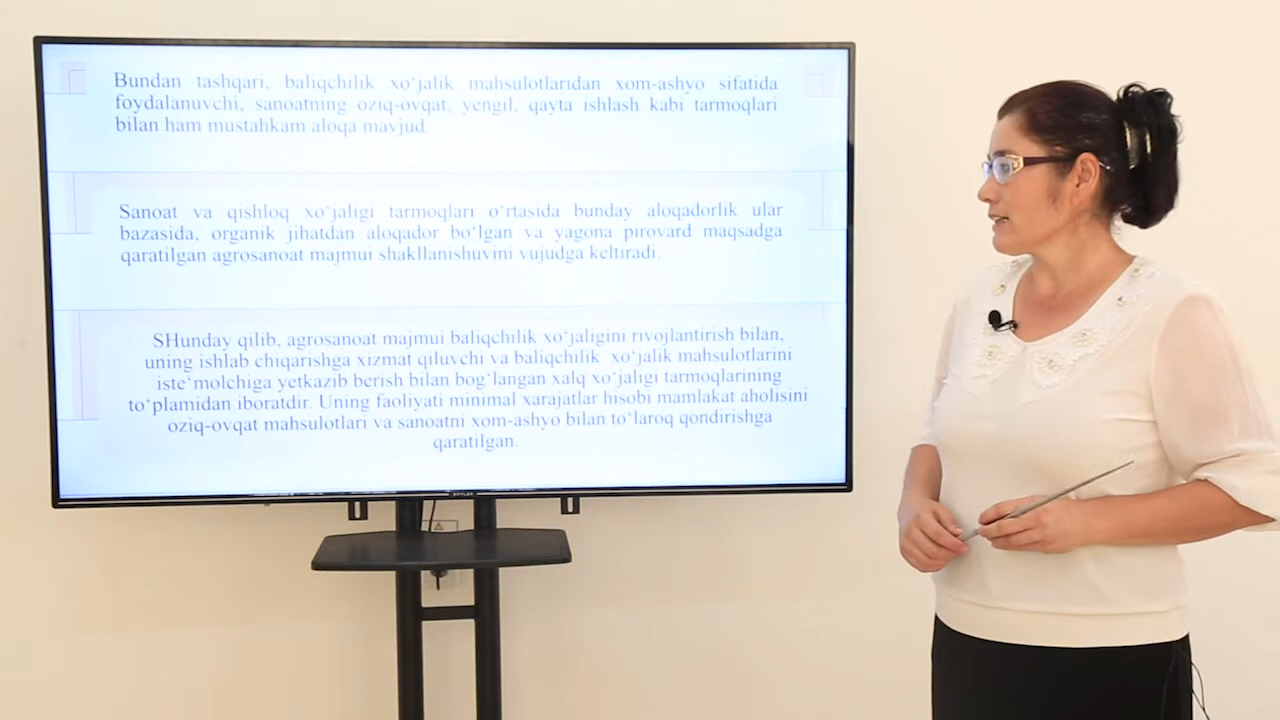 Bundan tashqari, baliqchilik xo‘jalik mahsulotlaridan xom-ashyo sifatida
foydalanuvchi, sanoatning oziq-ovqat, yengil, qayta ishlash kabi tarmoqlari
bilan ham mustahkam aloqa mavjud.
Sanoat va qishloq xo‘jaligi tarmoqlari o‘rtasida bunday aloqadorlik ular
bazasida, organik jihatdan aloqador bo‘lgan va yagona pirovard maqsadga
qaratilgan agrosanoat majmui shakllanishuvini vujudga keltiradi.
SHunday qilib, agrosanoat majmui baliqchilik xo‘jaligini rivojlantirish bilan,
uning ishlab chiqarishga xizmat qiluvchi va baliqchilik xo‘jalik mahsulotlarini
iste‘molchiga yetkazib berish bilan bog‘langan xalq xo‘jaligi tarmoqlarining
to‘plamidan iboratdir. Uning faoliyati minimal xarajatlar hisobi mamlakat aholisini
oziq-ovqat mahsulotlari va sanoatni xom-ashyo bilan to‘laroq qondirishga
qaratilgan.